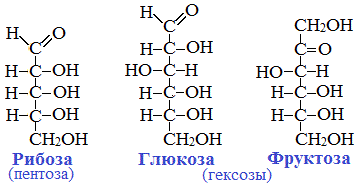 H O
C
H–C–OH
H–C–OH
H–C–OH
CH₂OH
Рибоза
(пентоза)
H O
C
H–C–OH
HO–C–H
H–C–OH
H–C–OH
CH₂OH
Глюкоза
CH₂OH
C=O
HO–C–H
H–C–OH
H–C–OH
CH₂OH
Фруктоза
(гексозы)